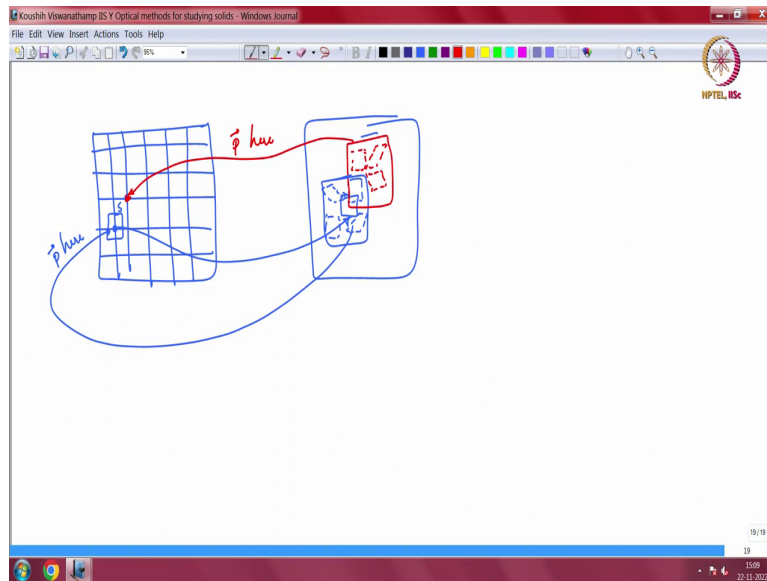 Koushih Viswanathamp IIS Y Optical methods for studying solids - Windows Journal
File Edit View Insert Actions Tools Help
96%
B I
NPTEL, IISc
p⃗ here
S
p⃗ here
19/19
19
15:09
22-11-2022